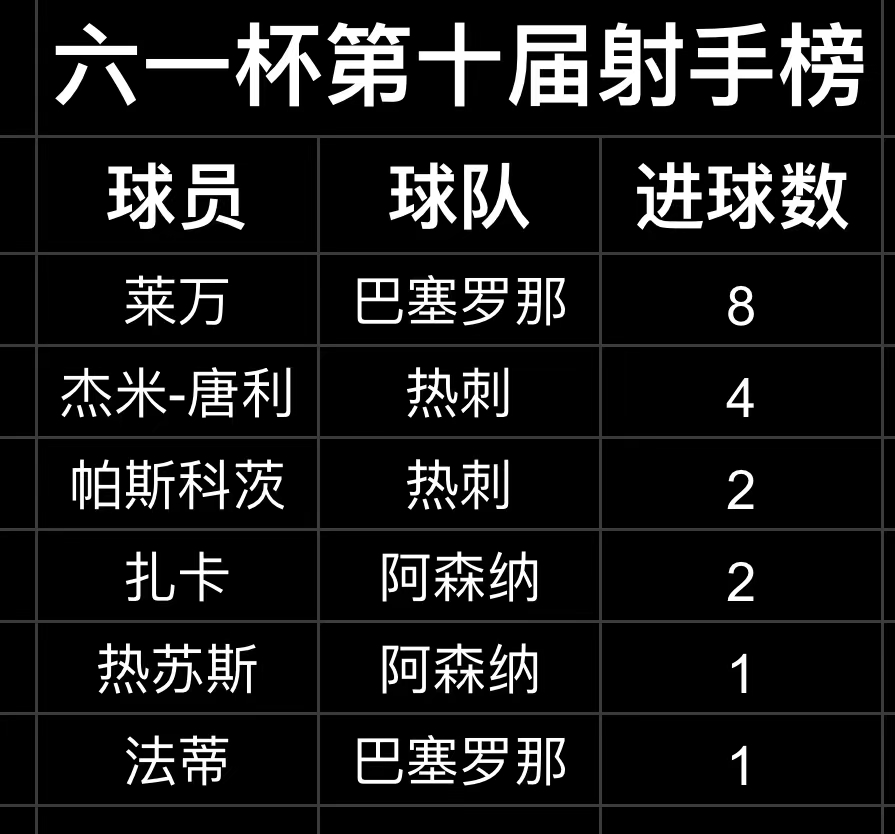 六一杯第十届射手榜
球员 球队 进球数
莱万 巴塞罗那 8
杰米-唐利 热刺 4
帕斯科茨 热刺 2
扎卡 阿森纳 2
热苏斯 阿森纳 1
法蒂 巴塞罗那 1